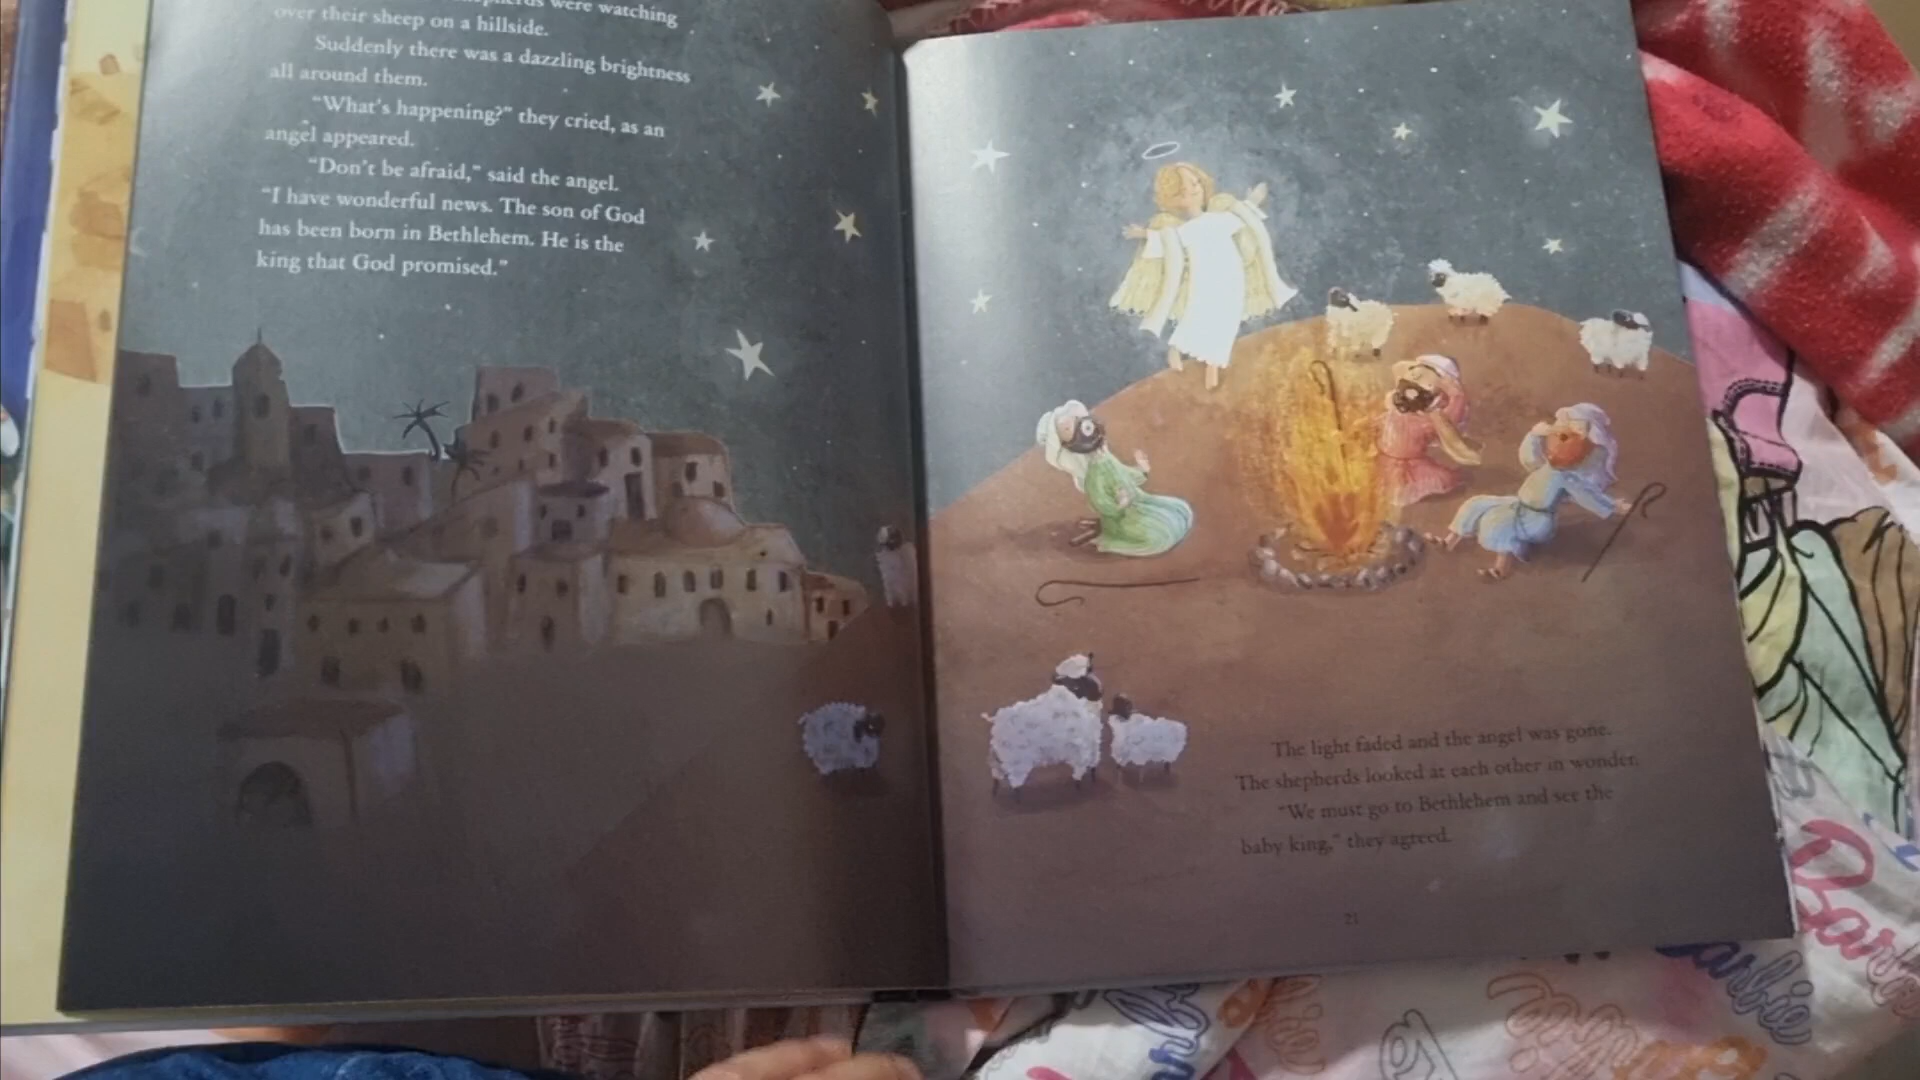 were watching
over their sheep on a hillside.
Suddenly there was a dazzling brightness
all around them.
"What's happening?" they cried, as an
angel appeared.
"Don't be afraid," said the angel.
"I have wonderful news. The son of God
has been born in Bethlehem. He is the
king that God promised."
The light faded and the angel was gone.
The shepherds looked at each other in wonder.
"We must go to Bethlehem and see the
baby king," they agreed.
21
Barbie